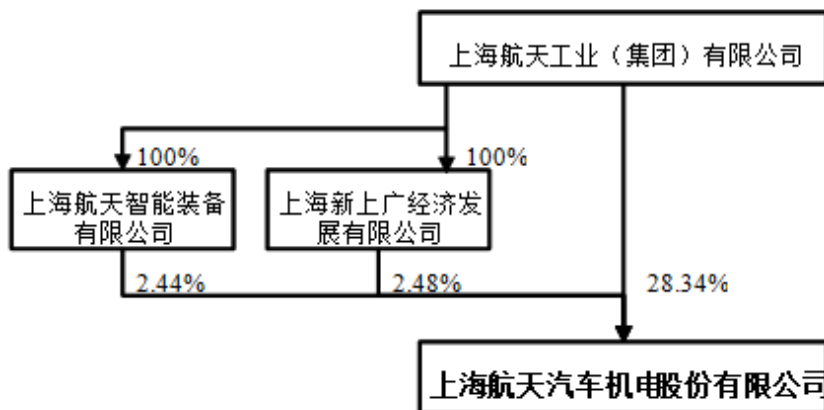 上海航天工业（集团）有限公司
100%
100%
上海航天智能装备
有限公司
上海新上广经济发
展有限公司
2.44%
2.48%
28.34%
上海航天汽车机电股份有限公司